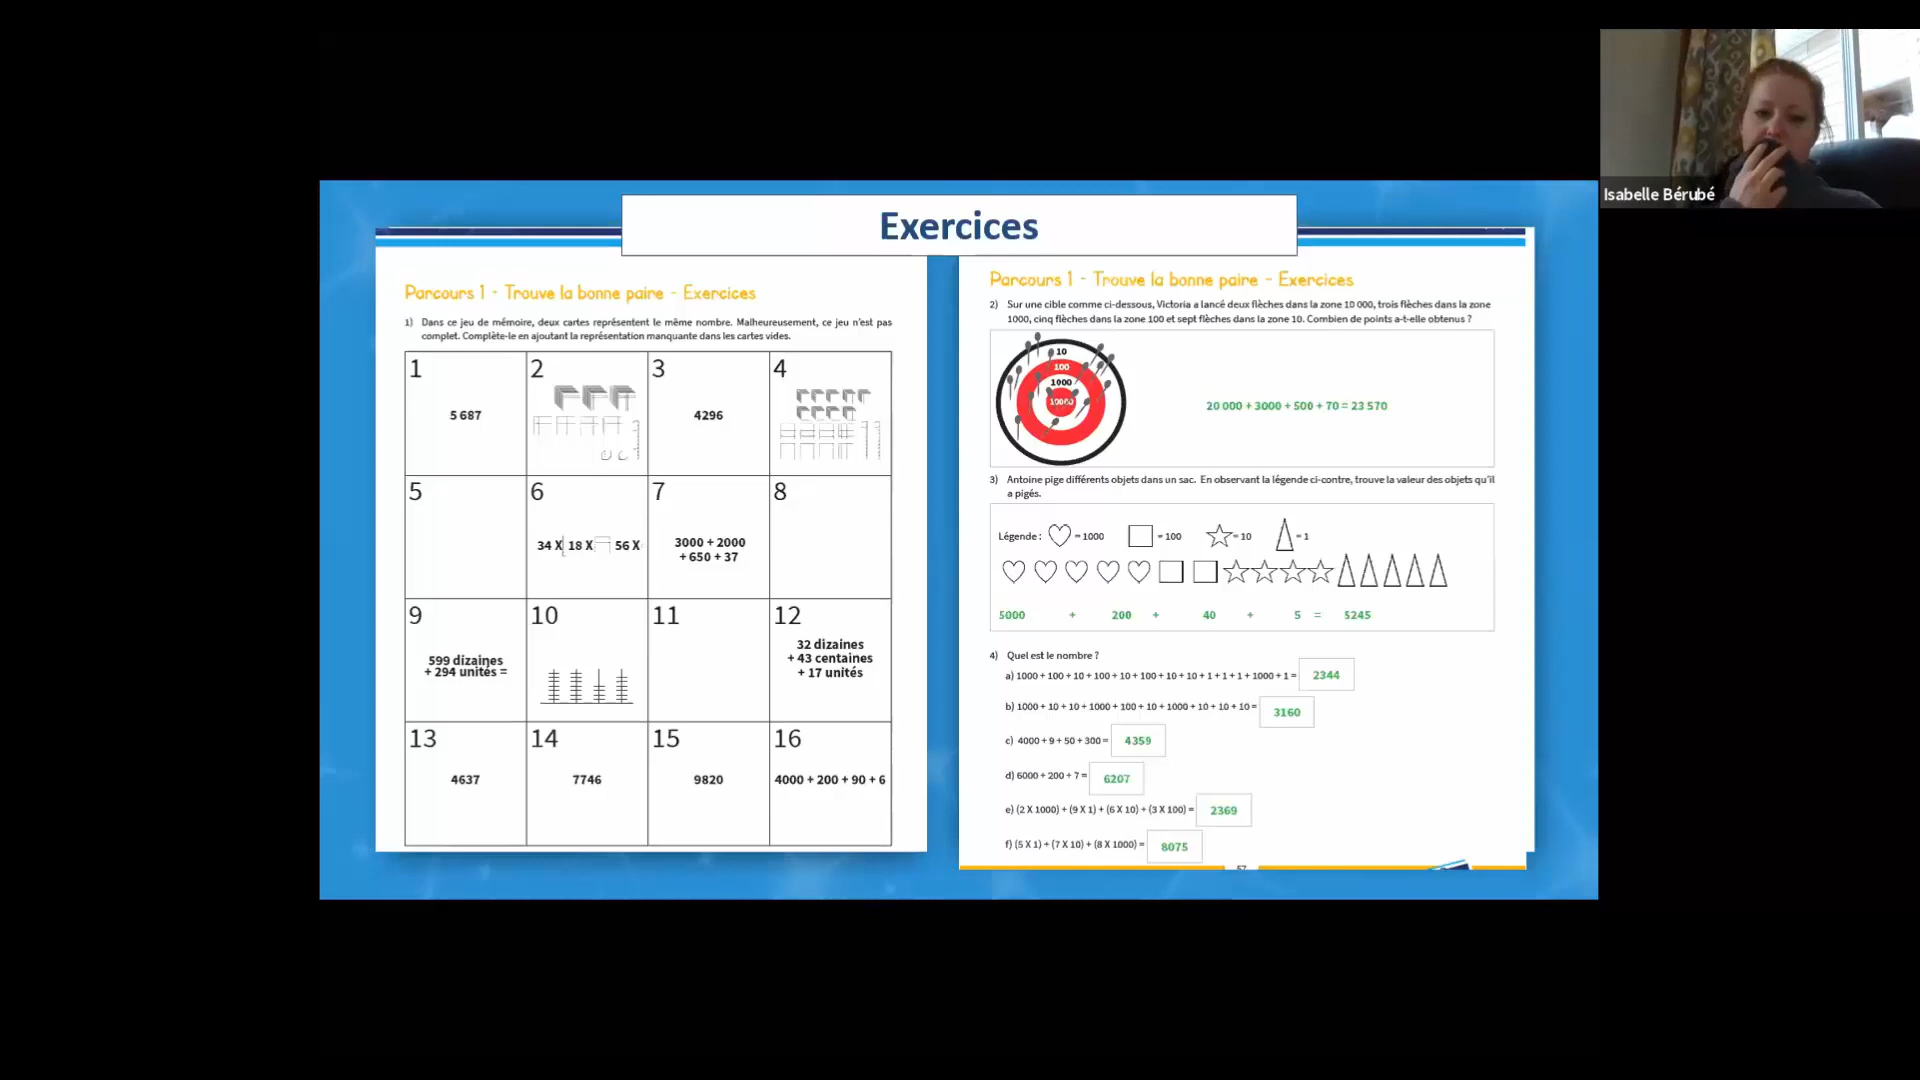 Isabelle Bérubé
Exercices
Parcours 1 - Trouve la bonne paire - Exercices
1) Dans ce jeu de mémoire, deux cartes représentent le même nombre. Malheureusement, ce jeu n'est pas
complet. Complète-le en ajoutant la représentation manquante dans les cartes vides.
1
5 687
2
3
4296
4
5
6
34 X 18 X 56 X
7
3000 + 2000
+ 650 + 37
8
9
599 dizaines
+ 294 unités =
10
11
12
32 dizaines
+ 43 centaines
+ 17 unités
13
4637
14
7746
15
9820
16
4000 + 200 + 90 + 6
Parcours 1 - Trouve la bonne paire - Exercices
2) Sur une cible comme ci-dessous, Victoria a lancé deux flèches dans la zone 10 000, trois flèches dans la zone
1000, cinq flèches dans la zone 100 et sept flèches dans la zone 10. Combien de points a-t-elle obtenus ?
10
100
1000
10000
20 000 + 3000 + 500 + 70 = 23 570
3) Antoine pige différents objets dans un sac. En observant la légende ci-contre, trouve la valeur des objets qu'il
a pigés.
Légende : = 1000 = 100 = 10 = 1
5000 + 200 + 40 + 5 = 5245
4) Quel est le nombre ?
a) 1000 + 100 + 10 + 100 + 10 + 100 + 10 + 10 + 1 + 1 + 1 + 1000 + 1 = 2344
b) 1000 + 10 + 10 + 1000 + 100 + 10 + 1000 + 10 + 10 + 10 = 3160
c) 4000 + 9 + 50 + 300 = 4359
d) 6000 + 200 + 7 = 6207
e) (2 X 1000) + (9 X 1) + (6 X 10) + (3 X 100) = 2369
f) (5 X 1) + (7 X 10) + (8 X 1000) = 8075